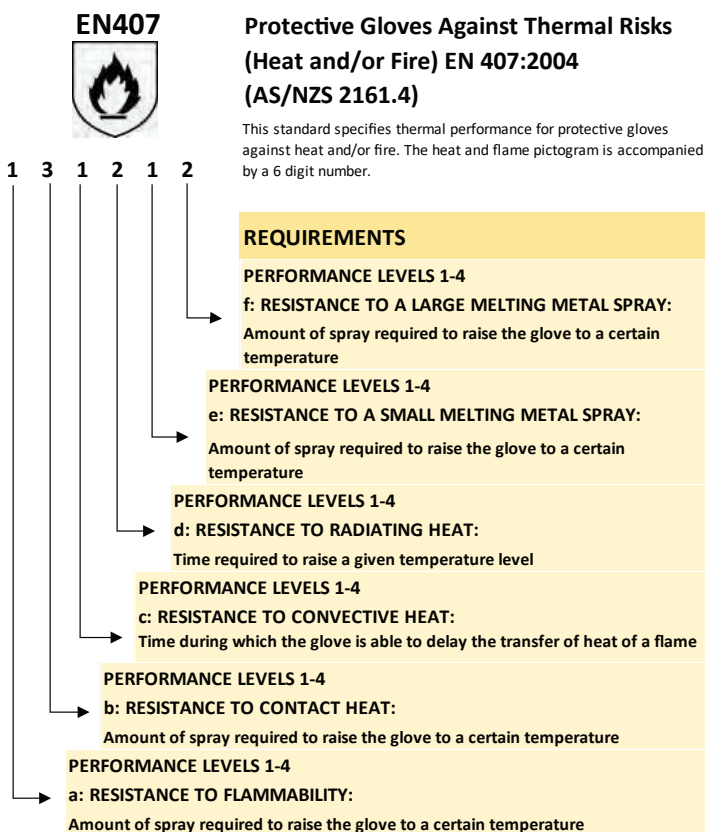 EN407
Protective Gloves Against Thermal Risks
(Heat and/or Fire) EN 407:2004
(AS/NZS 2161.4)
This standard specifies thermal performance for protective gloves
against heat and/or fire. The heat and flame pictogram is accompanied
by a 6 digit number.
1 3 1 2 1 2
REQUIREMENTS
PERFORMANCE LEVELS 1-4
f: RESISTANCE TO A LARGE MELTING METAL SPRAY:
Amount of spray required to raise the glove to a certain
temperature
PERFORMANCE LEVELS 1-4
e: RESISTANCE TO A SMALL MELTING METAL SPRAY:
Amount of spray required to raise the glove to a certain
temperature
PERFORMANCE LEVELS 1-4
d: RESISTANCE TO RADIATING HEAT:
Time required to raise a given temperature level
PERFORMANCE LEVELS 1-4
c: RESISTANCE TO CONVECTIVE HEAT:
Time during which the glove is able to delay the transfer of heat of a flame
PERFORMANCE LEVELS 1-4
b: RESISTANCE TO CONTACT HEAT:
Amount of spray required to raise the glove to a certain temperature
PERFORMANCE LEVELS 1-4
a: RESISTANCE TO FLAMMABILITY:
Amount of spray required to raise the glove to a certain temperature